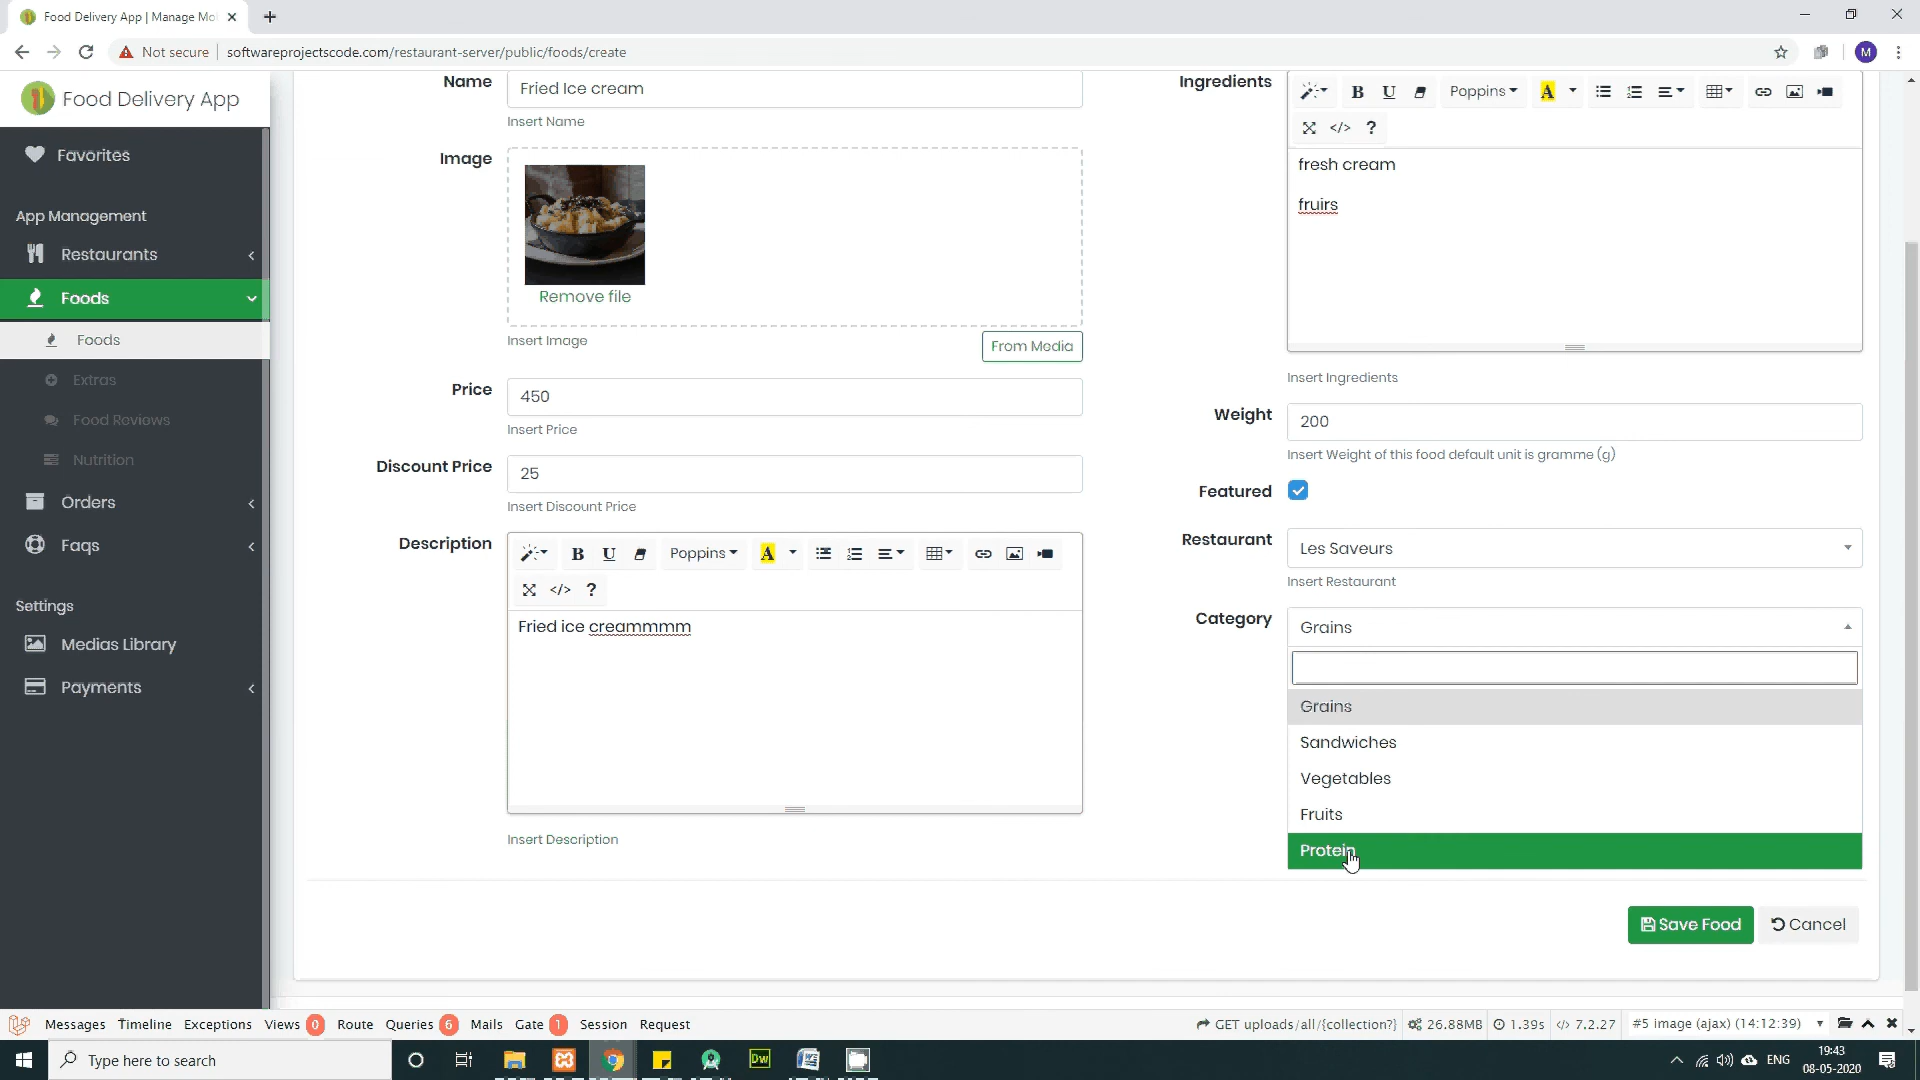 Food Delivery App | Manage Mo
Not secure
softwareprojectscode.com/restaurant-server/public/foods/create
M
Food Delivery App
Favorites
App Management
Restaurants
Foods
Foods
Extras
Food Reviews
Nutrition
Orders
Faqs
Settings
Medias Library
Payments
Name
Fried Ice cream
Insert Name
Image
Remove file
Insert Image
From Media
Price
450
Insert Price
Discount Price
25
Insert Discount Price
Description
B U Poppins A
</> ?
Fried ice creammmm
Insert Description
Ingredients
B U Poppins A
</> ?
fresh cream
fruirs
Insert Ingredients
Weight
200
Insert Weight of this food default unit is gramme (g)
Featured
Restaurant
Les Saveurs
Insert Restaurant
Category
Grains
Grains
Sandwiches
Vegetables
Fruits
Protein
Save Food
Cancel
Messages Timeline Exceptions Views 0 Route Queries 6 Mails Gate 1 Session Request
GET uploads/all/{collection?} 26.88MB 1.39s </> 7.2.27 #5 image (ajax) (14:12:39)
Type here to search
Dw
ENG
19:43
08-05-2020